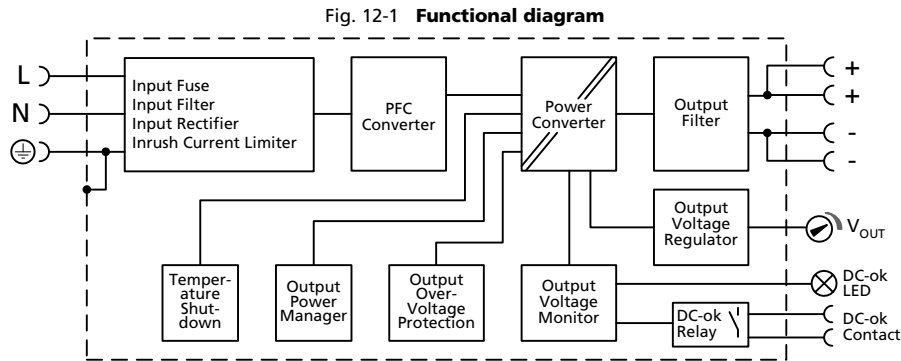 Fig. 12-1 Functional diagram
L
N
Input Fuse
Input Filter
Input Rectifier
Inrush Current Limiter
PFC
Converter
Power
Converter
Output
Filter
+
+
-
-
Output
Voltage
Regulator
VOUT
Temper-
ature
Shut-
down
Output
Power
Manager
Output
Over-
Voltage
Protection
Output
Voltage
Monitor
DC-ok
LED
DC-ok
Relay
DC-ok
Contact